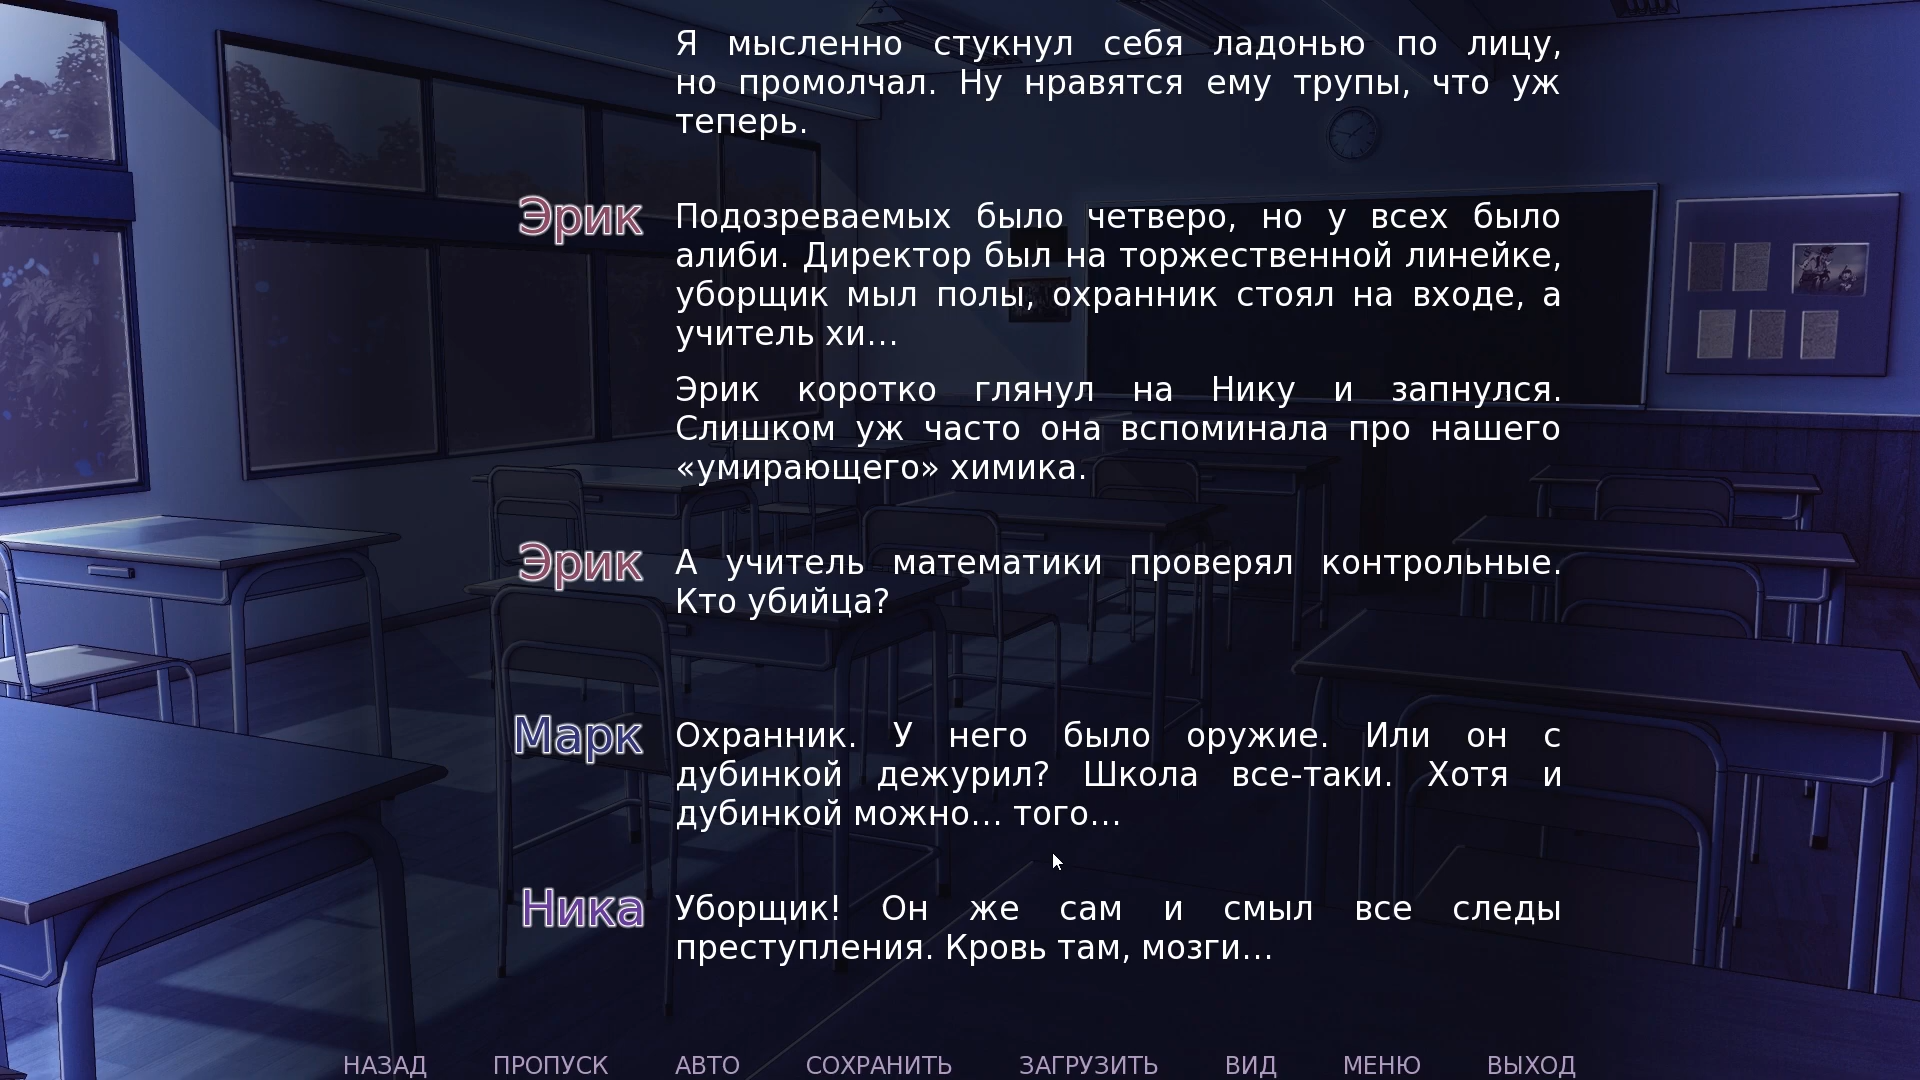 Я мысленно стукнул себя ладонью по лицу,
но промолчал. Ну нравятся ему трупы, что уж
теперь.
Эрик
Подозреваемых было четверо, но у всех было
алиби. Директор был на торжественной линейке,
уборщик мыл полы, охранник стоял на входе, а
учитель хи...
Эрик коротко глянул на Нику и запнулся.
Слишком уж часто она вспоминала про нашего
«умирающего» химика.
Эрик
А учитель математики проверял контрольные.
Кто убийца?
Марк
Охранник. У него было оружие. Или он с
дубинкой дежурил? Школа все-таки. Хотя и
дубинкой можно... того...
Ника
Уборщик! Он же сам и смыл все следы
преступления. Кровь там, мозги...
НАЗАД ПРОПУСК АВТО СОХРАНИТЬ ЗАГРУЗИТЬ ВИД МЕНЮ ВЫХОД